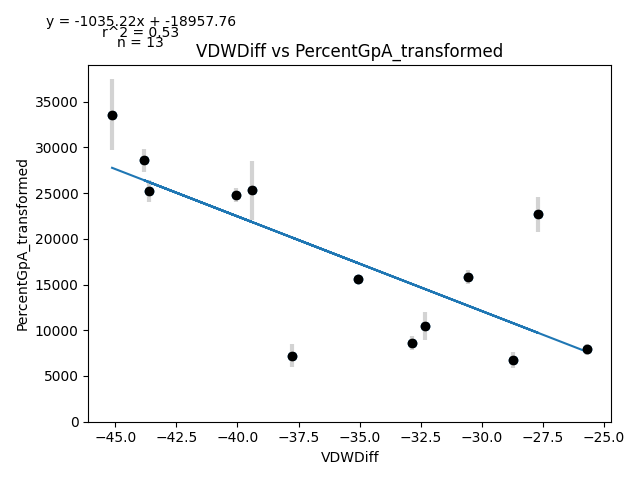 y = -1035.22x + -18957.76
r^2 = 0.53
n = 13
VDWDiff vs PercentGpA_transformed
PercentGpA_transformed
35000
30000
25000
20000
15000
10000
5000
0
−45.0 −42.5 −40.0 −37.5 −35.0 −32.5 −30.0 −27.5 −25.0
VDWDiff